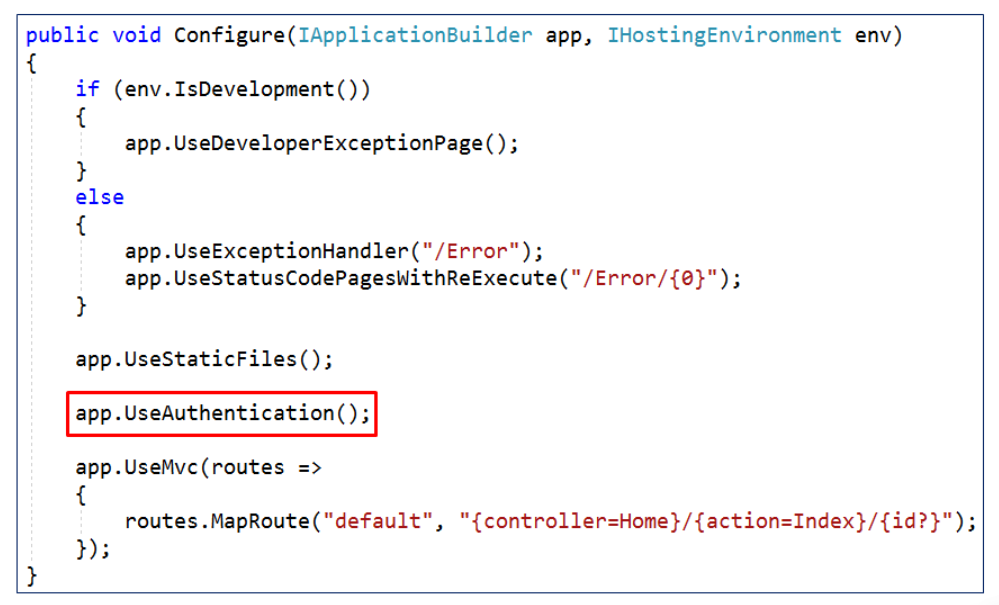 public void Configure(IApplicationBuilder app, IHostingEnvironment env)
{
    if (env.IsDevelopment())
    {
        app.UseDeveloperExceptionPage();
    }
    else
    {
        app.UseExceptionHandler("/Error");
        app.UseStatusCodePagesWithReExecute("/Error/{0}");
    }
    app.UseStaticFiles();
    app.UseAuthentication();
    app.UseMvc(routes =>
    {
        routes.MapRoute("default", "{controller=Home}/{action=Index}/{id?}");
    });
}